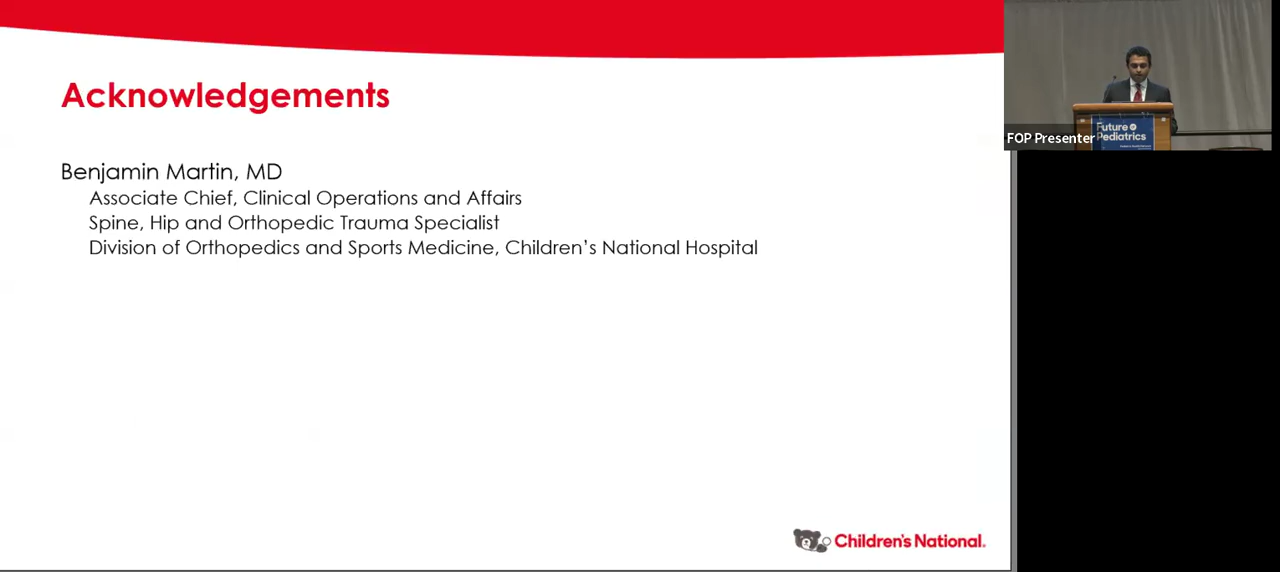 Acknowledgements
Benjamin Martin, MD
Associate Chief, Clinical Operations and Affairs
Spine, Hip and Orthopedic Trauma Specialist
Division of Orthopedics and Sports Medicine, Children’s National Hospital
Children's National®
FOP Presenter
Future of
Pediatrics